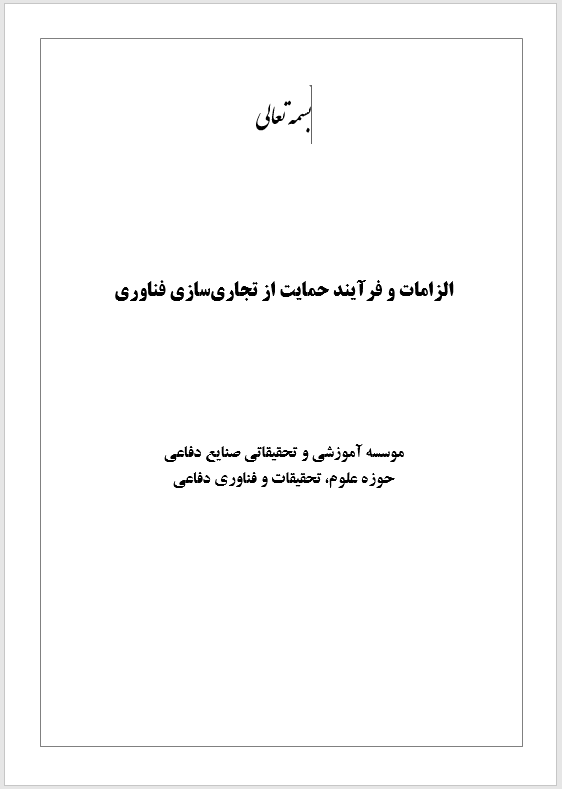 بسمه تعالی
الزامات و فرآیند حمایت از تجاری‌سازی فناوری
موسسه آموزشی و تحقیقاتی صنایع دفاعی
حوزه علوم، تحقیقات و فناوری دفاعی